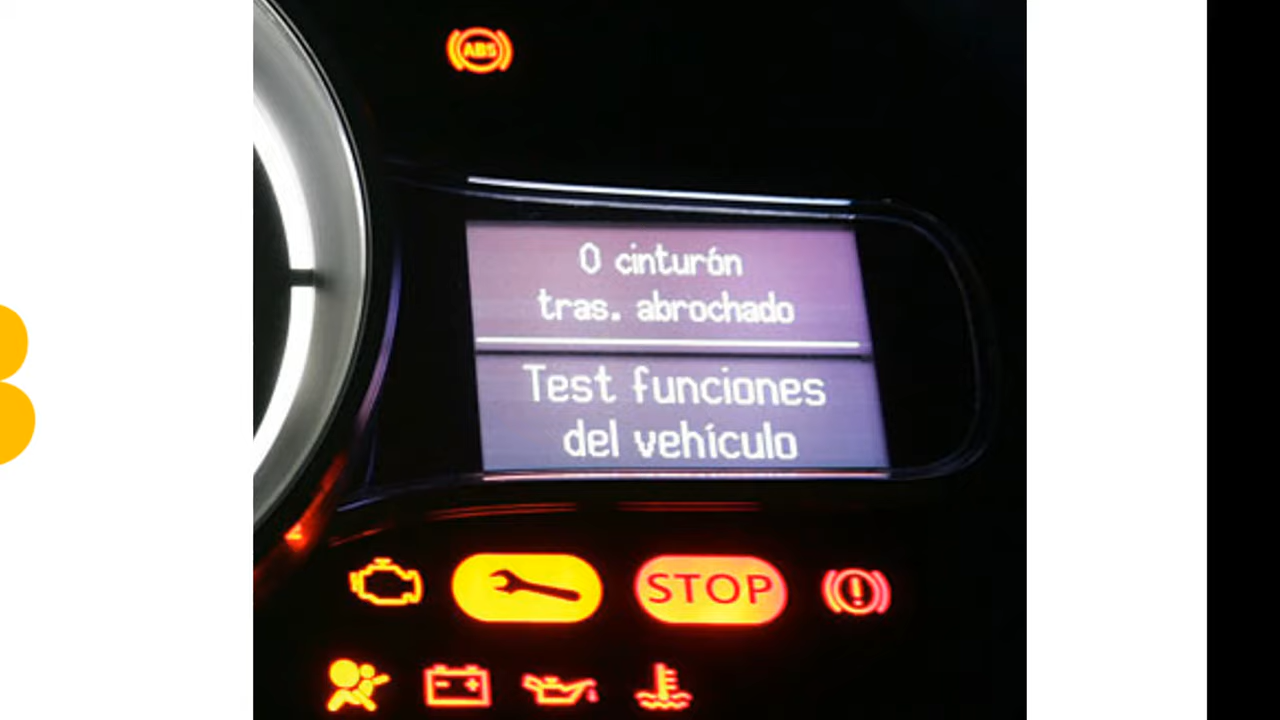 ABS
0 cinturón
tras. abrochado
Test funciones
del vehículo
STOP